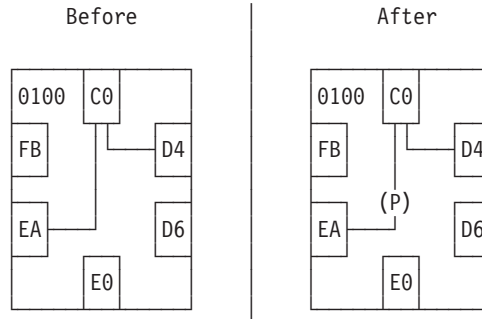 Before After
0100 C0 0100 C0
FB D4 FB D4
(P)
EA D6 EA D6
E0 E0